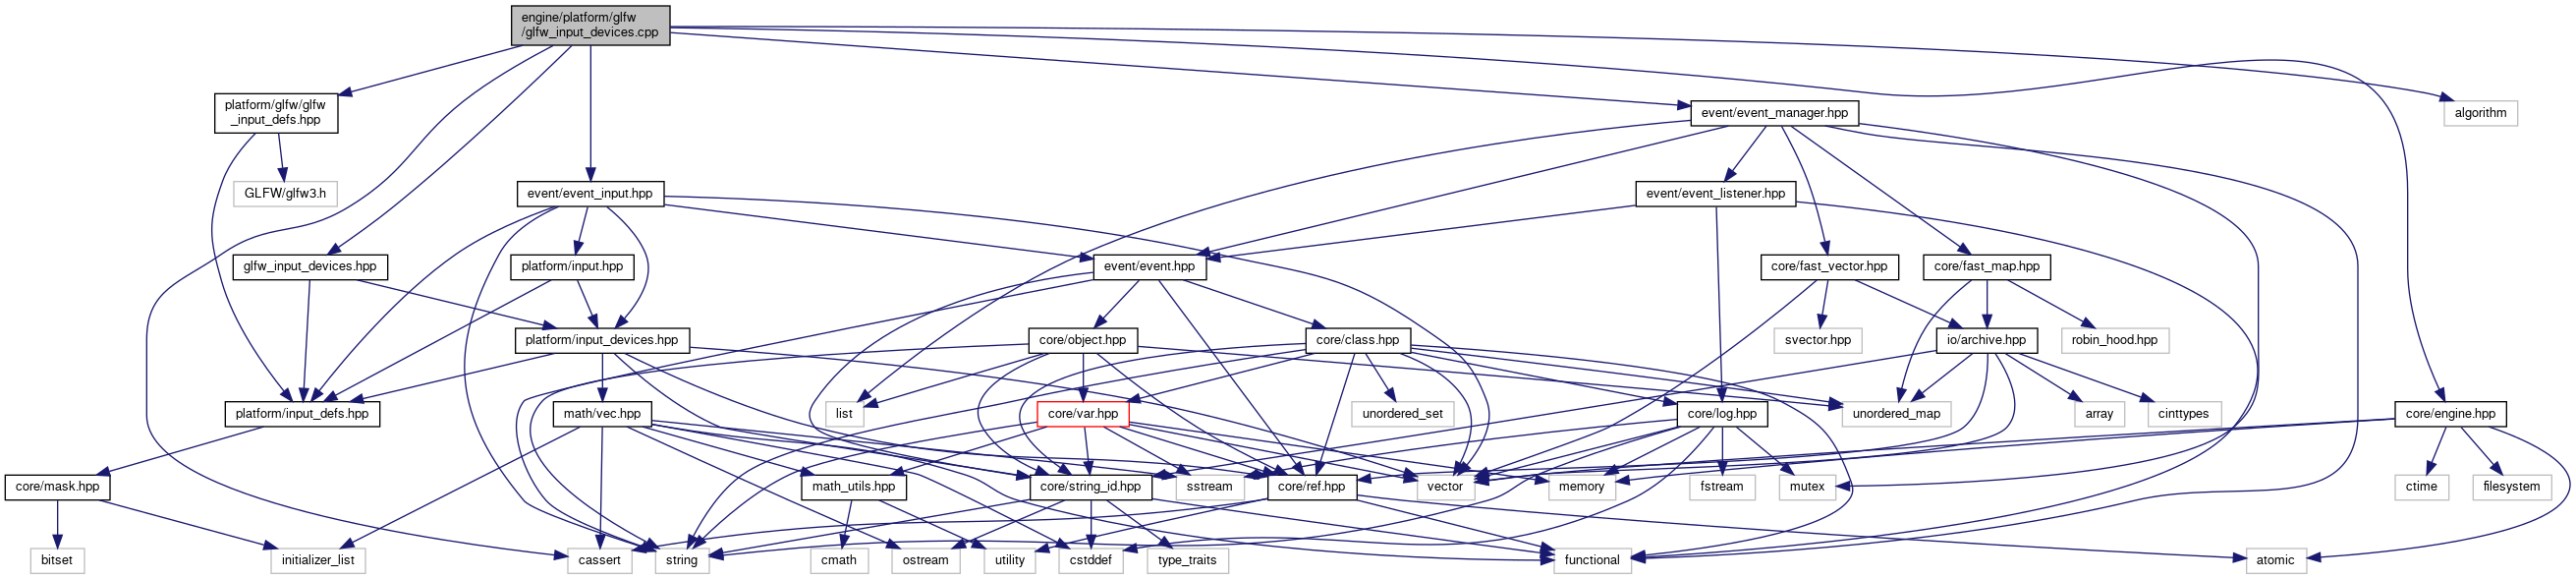 engine/platform/glfw
/glfw_input_devices.cpp
platform/glfw/glfw
_input_defs.hpp
event/event_manager.hpp
algorithm
GLFW/glfw3.h
event/event_input.hpp
event/event_listener.hpp
glfw_input_devices.hpp
platform/input.hpp
event/event.hpp
core/fast_vector.hpp
core/fast_map.hpp
platform/input_devices.hpp
core/object.hpp
core/class.hpp
svector.hpp
io/archive.hpp
robin_hood.hpp
platform/input_defs.hpp
math/vec.hpp
list
core/var.hpp
unordered_set
core/log.hpp
unordered_map
array
cinttypes
core/engine.hpp
core/mask.hpp
math_utils.hpp
core/string_id.hpp
sstream
core/ref.hpp
vector
memory
fstream
mutex
ctime
filesystem
bitset
initializer_list
cassert
string
cmath
ostream
utility
cstddef
type_traits
functional
atomic